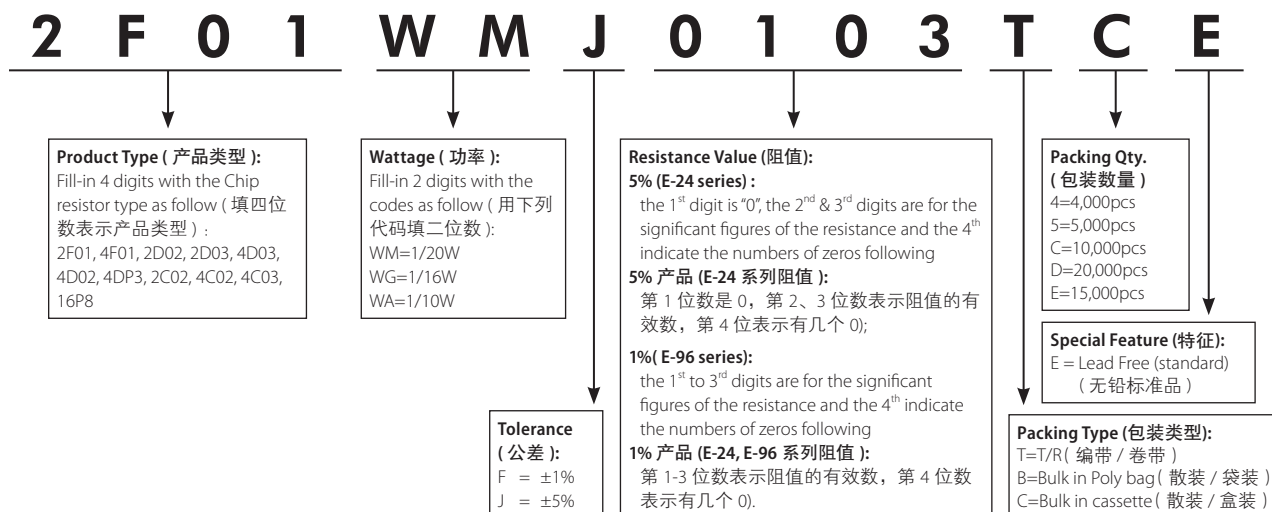 2F01 WM J 0103 T C E
Product Type ( 产品类型 ):
Fill-in 4 digits with the Chip
resistor type as follow ( 填四位
数表示产品类型 ) :
2F01, 4F01, 2D02, 2D03, 4D03,
4D02, 4DP3, 2C02, 4C02, 4C03,
16P8
Wattage ( 功率 ):
Fill-in 2 digits with the
codes as follow ( 用下列
代码填二位数 ):
WM=1/20W
WG=1/16W
WA=1/10W
Tolerance
( 公差 ):
F = ±1%
J = ±5%
Resistance Value (阻值):
5% (E-24 series) :
the 1st digit is "0", the 2nd & 3rd digits are for the
significant figures of the resistance and the 4th
indicate the numbers of zeros following
5% 产品 (E-24 系列阻值 ):
第 1 位数是 0，第 2、3 位数表示阻值的有
效数，第 4 位表示有几个 0);
1%( E-96 series):
the 1st to 3rd digits are for the significant
figures of the resistance and the 4th indicate
the numbers of zeros following
1% 产品 (E-24, E-96 系列阻值 ):
第 1-3 位数表示阻值的有效数，第 4 位数
表示有几个 0).
Packing Qty.
( 包装数量 )
4=4,000pcs
5=5,000pcs
C=10,000pcs
D=20,000pcs
E=15,000pcs
Special Feature (特征):
E = Lead Free (standard)
( 无铅标准品 )
Packing Type (包装类型):
T=T/R( 编带 / 卷带 )
B=Bulk in Poly bag( 散装 / 袋装 )
C=Bulk in cassette( 散装 / 盒装 )